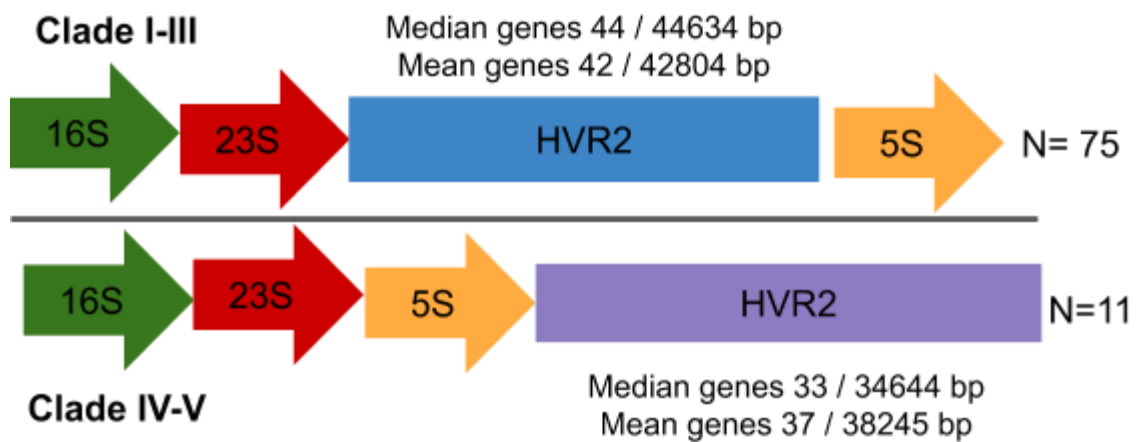 Clade I-III
Median genes 44 / 44634 bp
Mean genes 42 / 42804 bp
16S 23S HVR2 5S N= 75
16S 23S 5S HVR2 N=11
Clade IV-V
Median genes 33 / 34644 bp
Mean genes 37 / 38245 bp